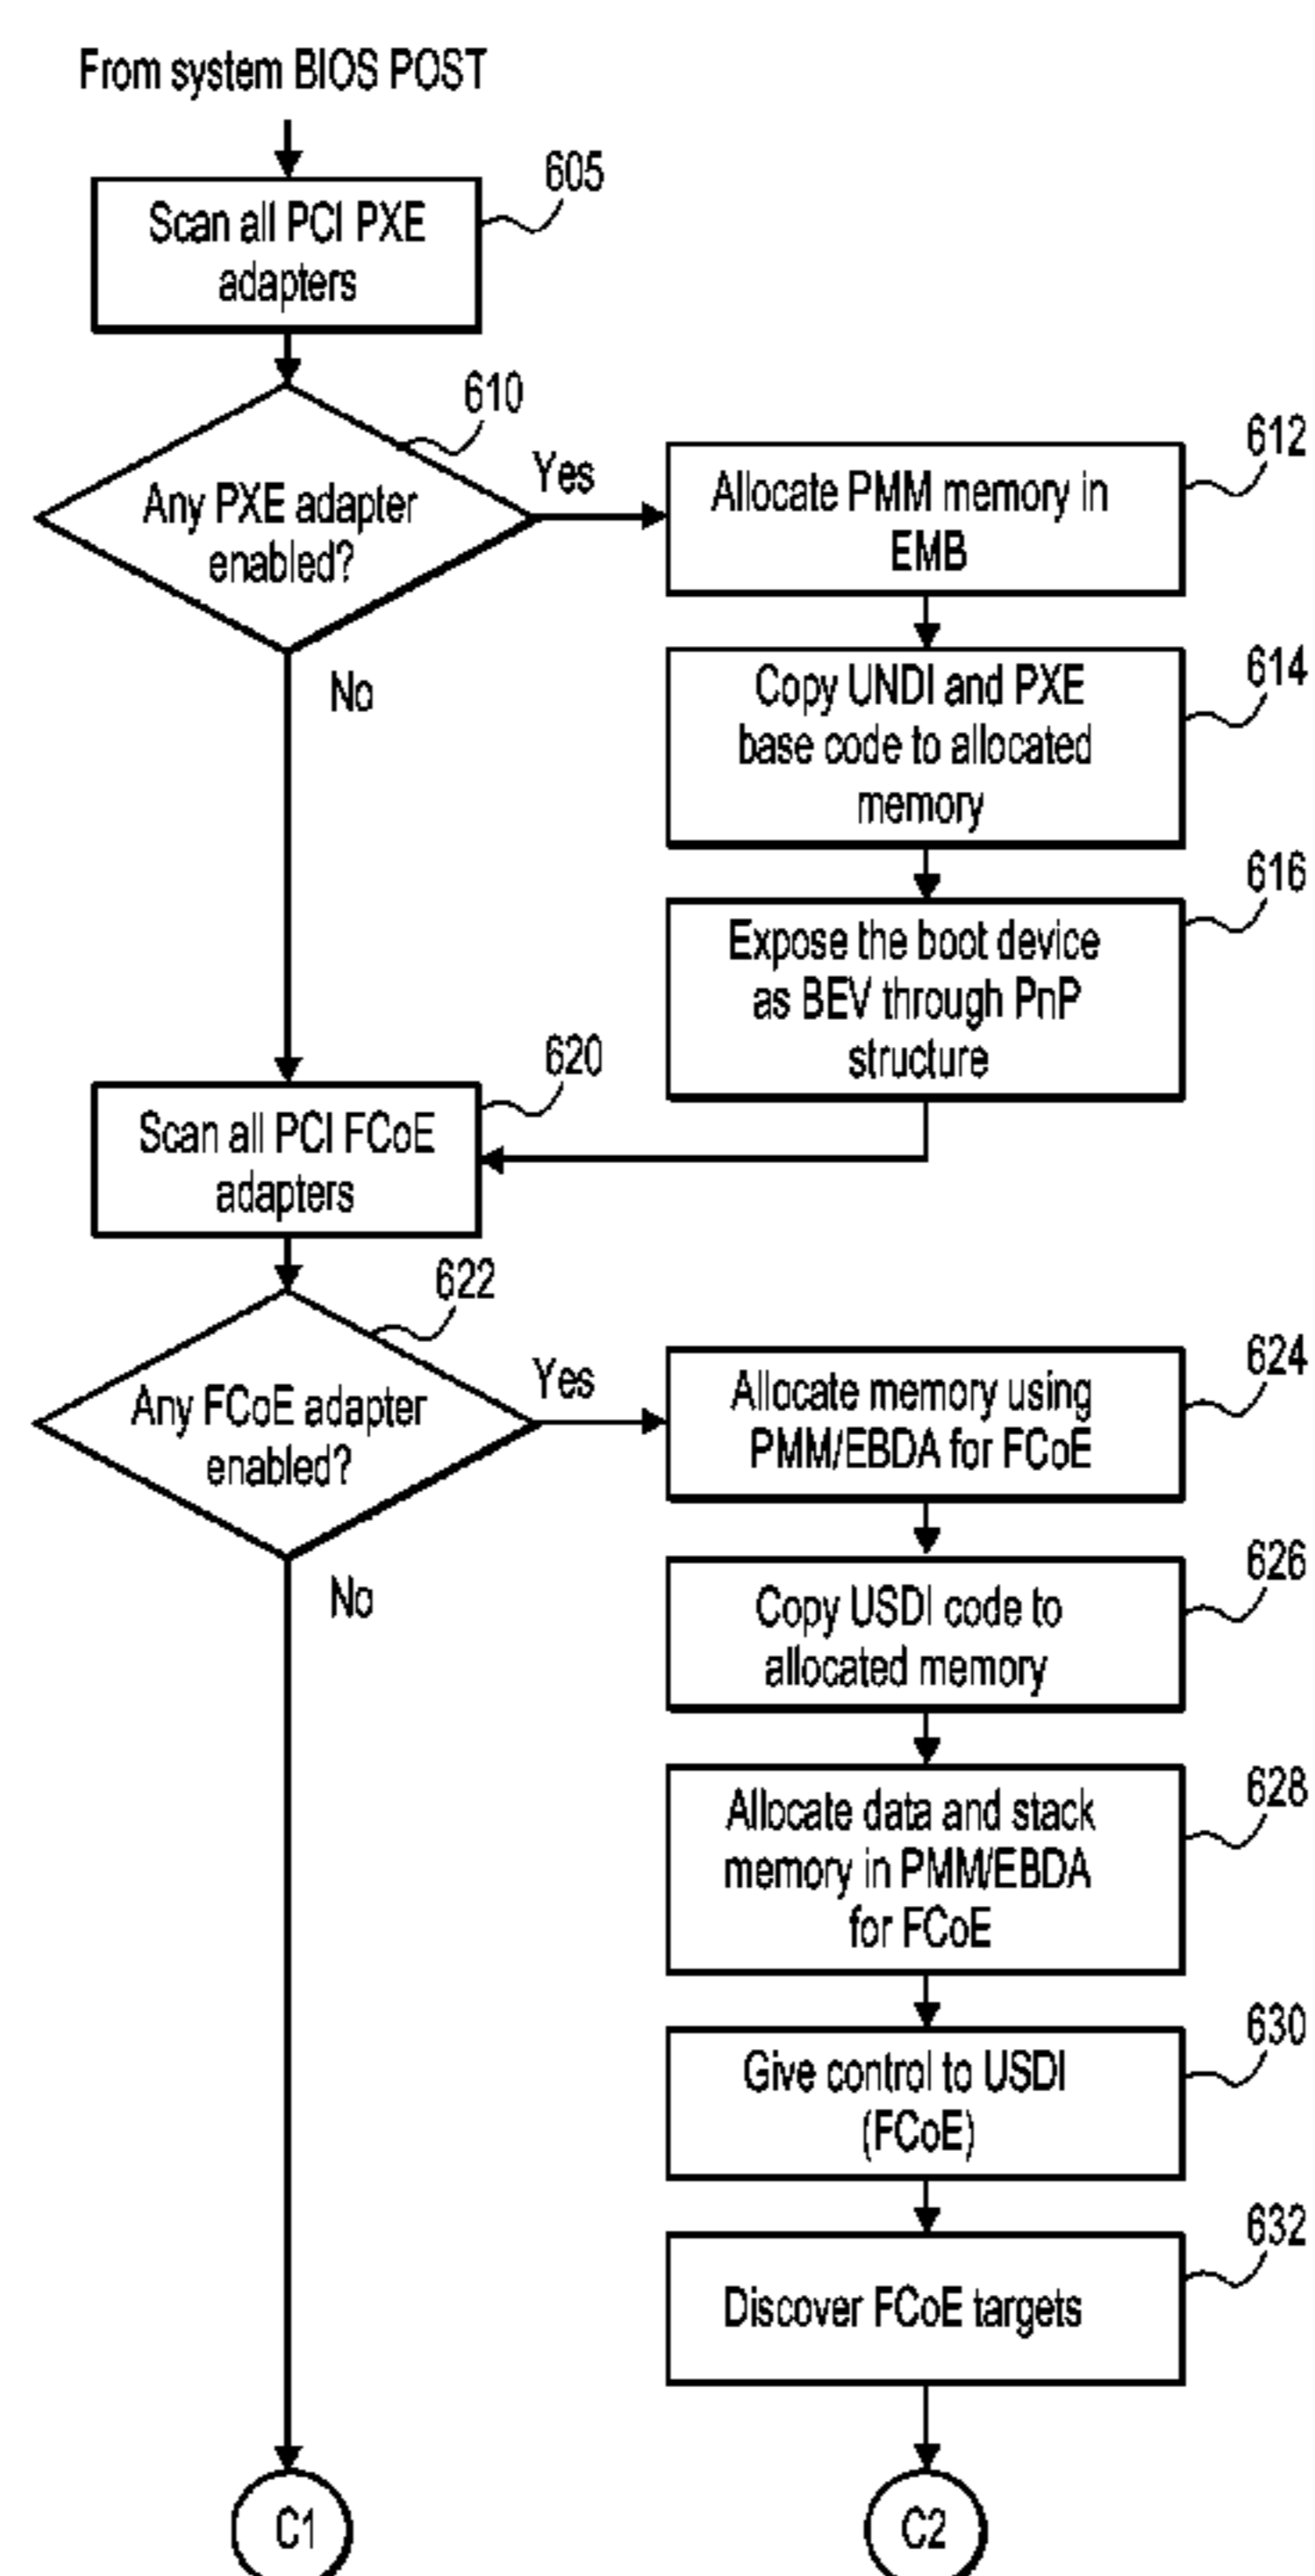 From system BIOS POST
605
Scan all PCI PXE
adapters
610
Any PXE adapter
enabled?
Yes
No
612
Allocate PMM memory in
EMB
614
Copy UNDI and PXE
base code to allocated
memory
616
Expose the boot device
as BEV through PnP
structure
620
Scan all PCI FCoE
adapters
622
Any FCoE adapter
enabled?
Yes
No
624
Allocate memory using
PMM/EBDA for FCoE
626
Copy USDI code to
allocated memory
628
Allocate data and stack
memory in PMM/EBDA
for FCoE
630
Give control to USDI
(FCoE)
632
Discover FCoE targets
C1
C2